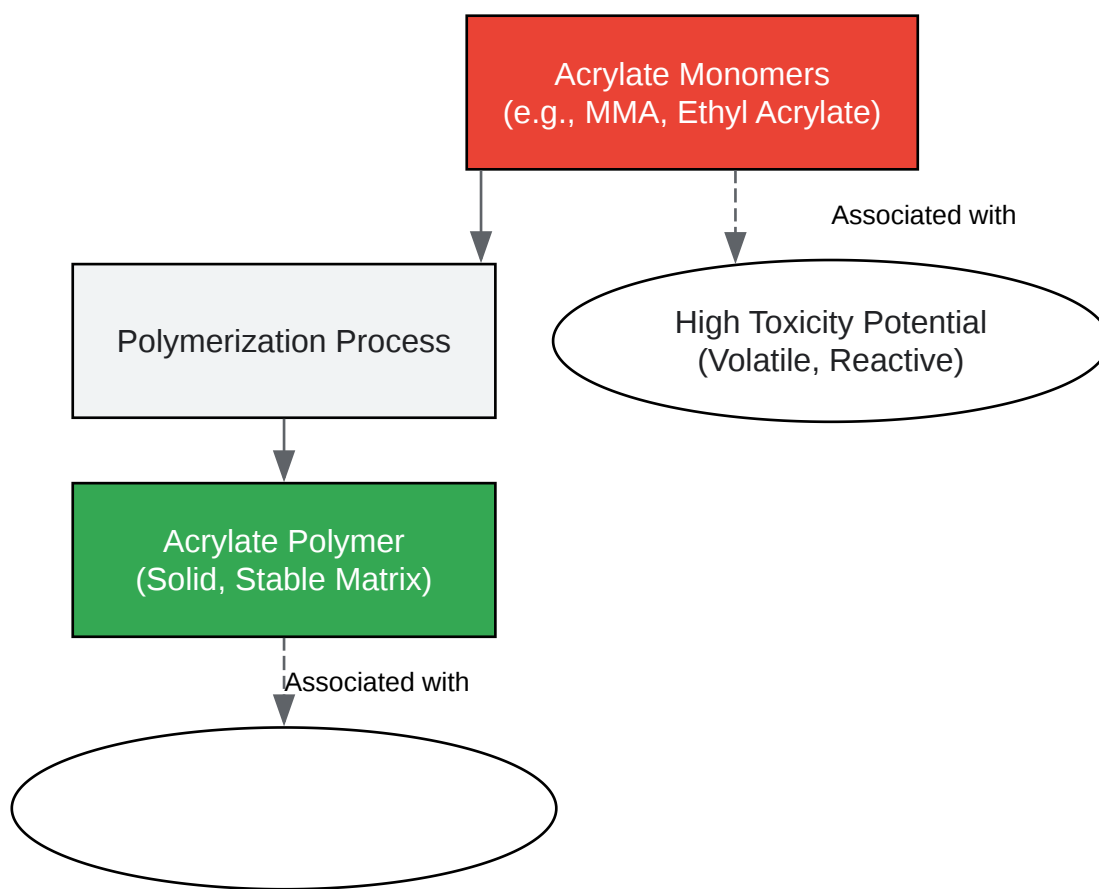 Acrylate Monomers
(e.g., MMA, Ethyl Acrylate)
Associated with
Polymerization Process
High Toxicity Potential
(Volatile, Reactive)
Acrylate Polymer
(Solid, Stable Matrix)
Associated with